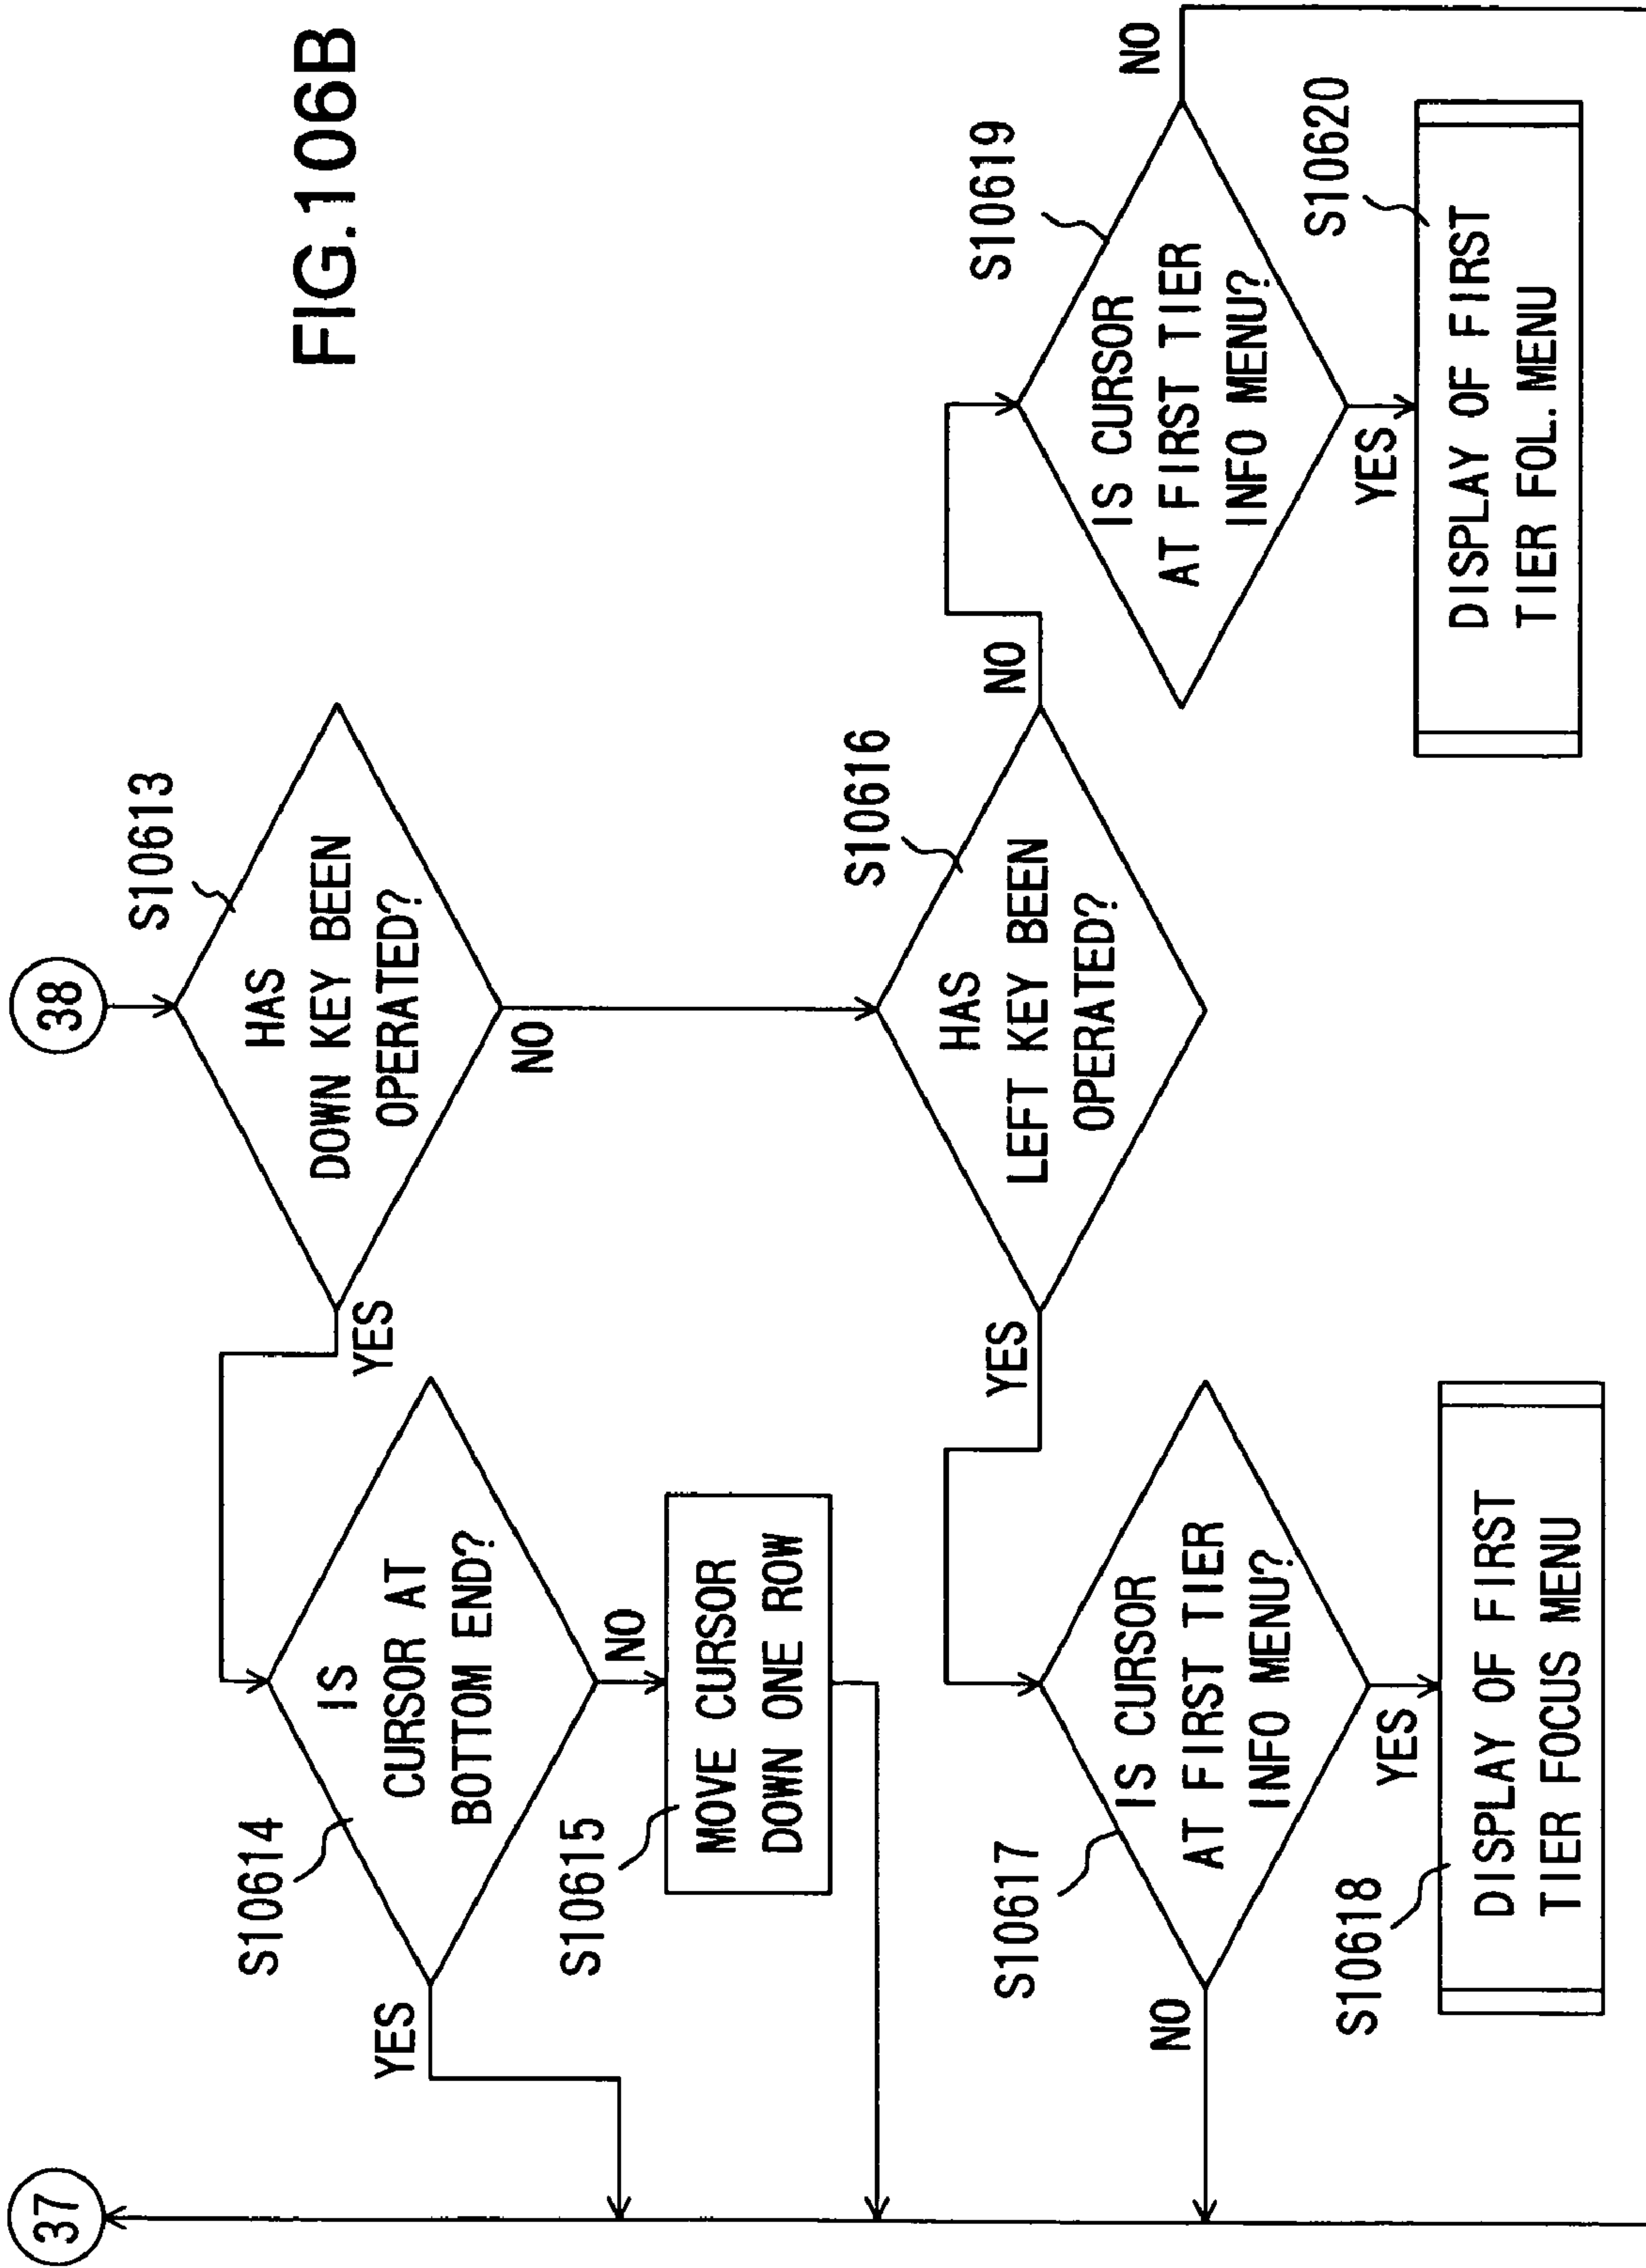 FIG.106B
38
S10613
HAS
DOWN KEY BEEN
OPERATED?
YES
NO
S10614
IS
CURSOR AT
BOTTOM END?
YES
NO
S10615
MOVE CURSOR
DOWN ONE ROW
37
S10616
HAS
LEFT KEY BEEN
OPERATED?
YES
NO
S10617
IS CURSOR
AT FIRST TIER
INFO MENU?
NO
YES
S10618
DISPLAY OF FIRST
TIER FOCUS MENU
S10619
IS CURSOR
AT FIRST TIER
INFO MENU?
NO
YES
S10620
DISPLAY OF FIRST
TIER FOL. MENU